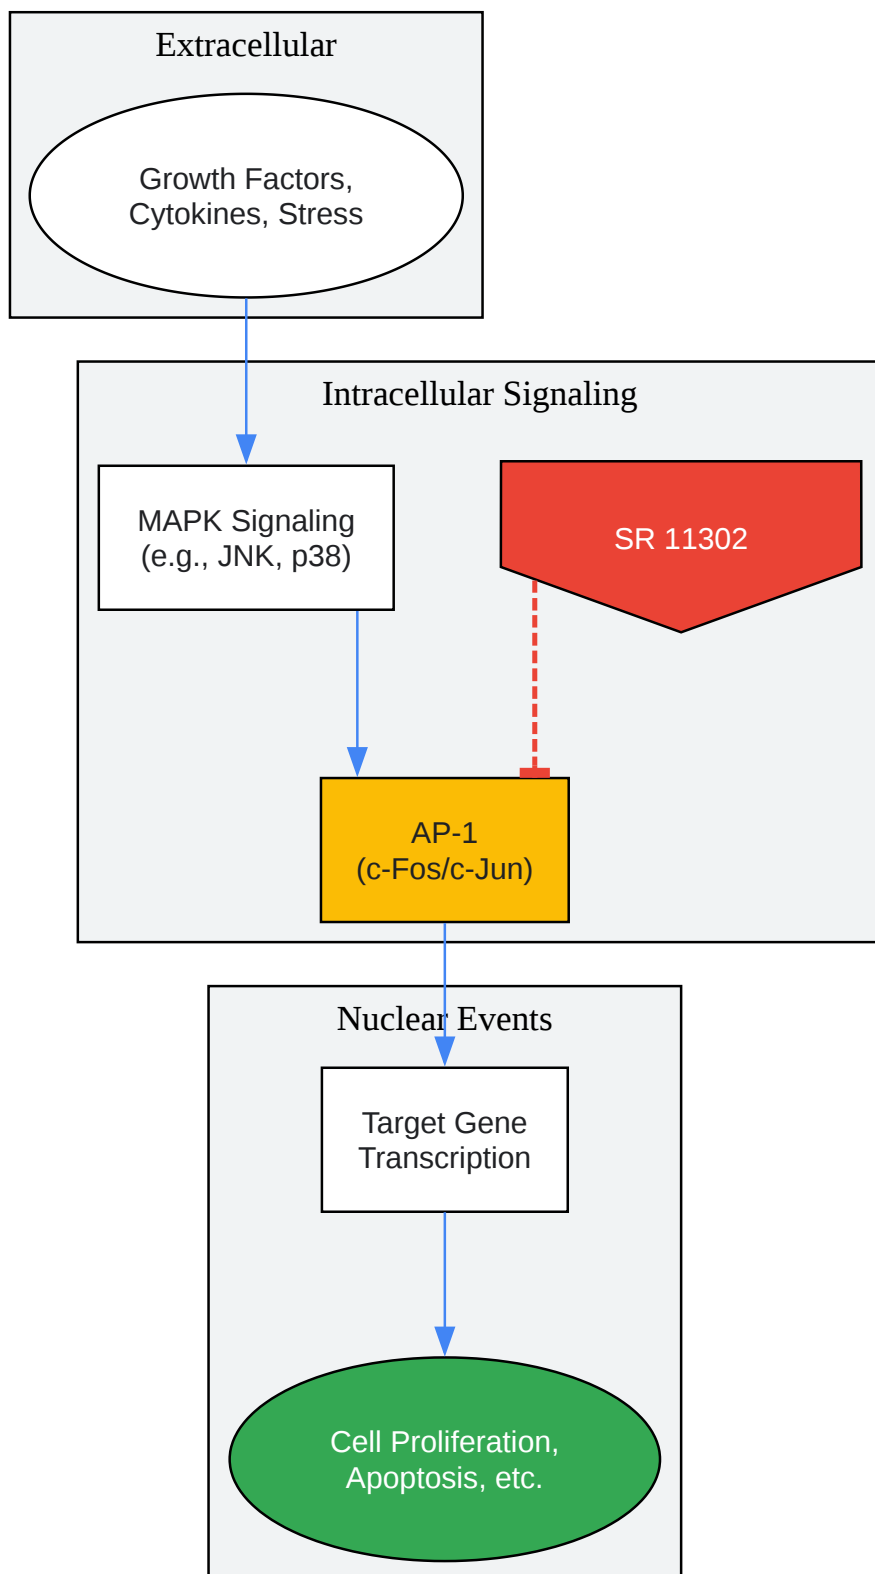 Extracellular
Growth Factors,
Cytokines, Stress
Intracellular Signaling
MAPK Signaling
(e.g., JNK, p38)
SR 11302
AP-1
(c-Fos/c-Jun)
Nuclear Events
Target Gene
Transcription
Cell Proliferation,
Apoptosis, etc.